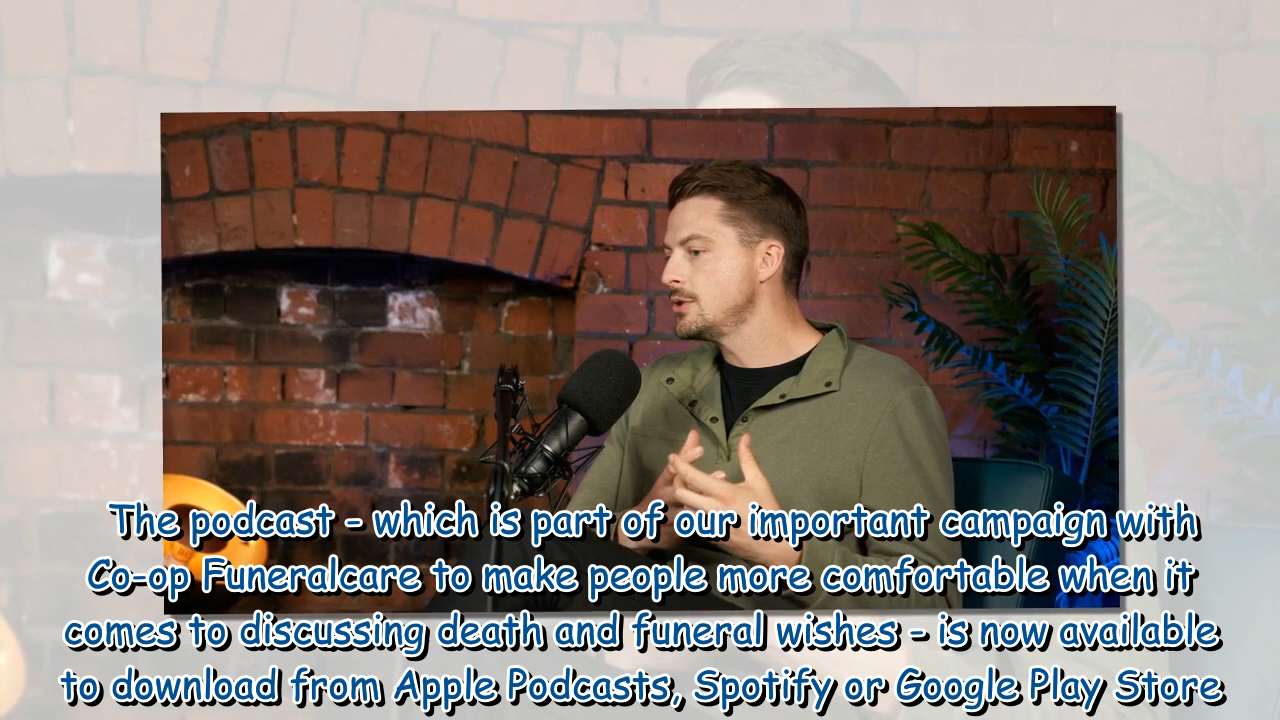 The podcast - which is part of our important campaign with
Co-op Funeralcare to make people more comfortable when it
comes to discussing death and funeral wishes - is now available
to download from Apple Podcasts, Spotify or Google Play Store